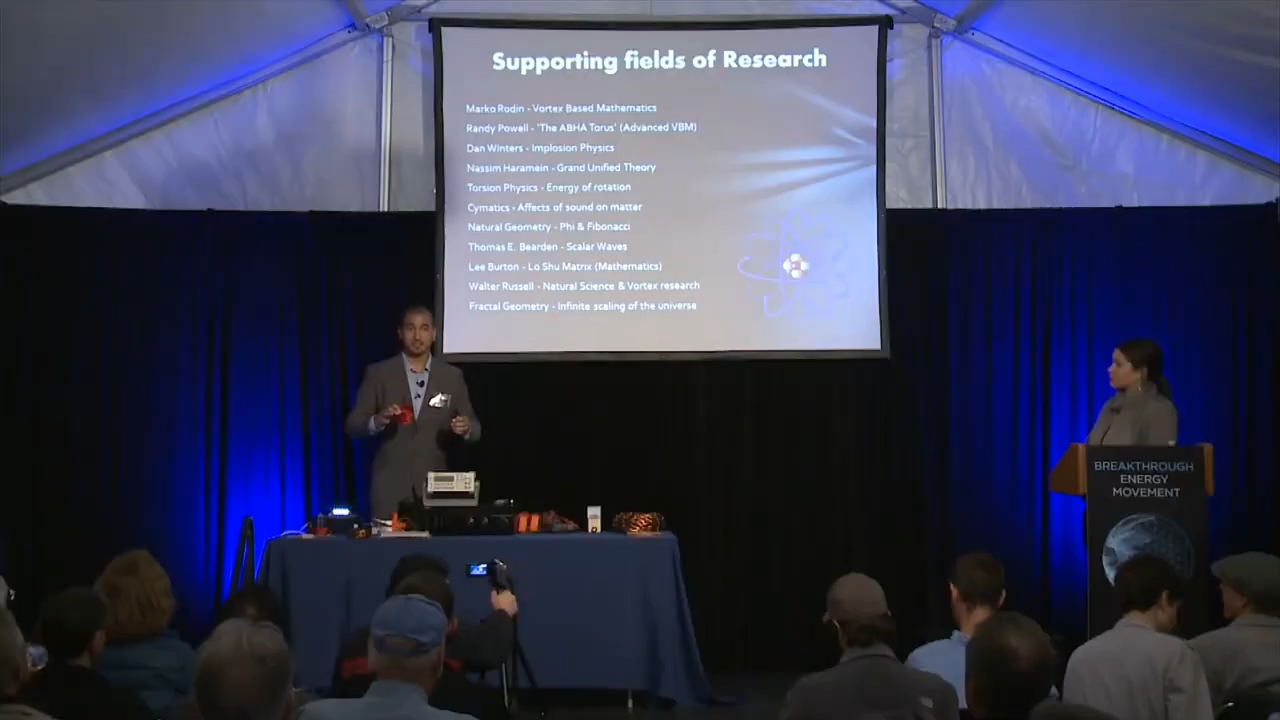 Supporting fields of Research
Marko Rodin - Vortex Based Mathematics
Randy Powell - 'The ABHA Torus' (Advanced VBM)
Dan Winters - Implosion Physics
Nassim Haramein - Grand Unified Theory
Torsion Physics - Energy of rotation
Cymatics - Affects of sound on matter
Natural Geometry - Phi & Fibonacci
Thomas E. Bearden - Scalar Waves
Lee Burton - Lo Shu Matrix (Mathematics)
Walter Russell - Natural Science & Vortex research
Fractal Geometry - Infinite scaling of the universe
BREAKTHROUGH
ENERGY
MOVEMENT